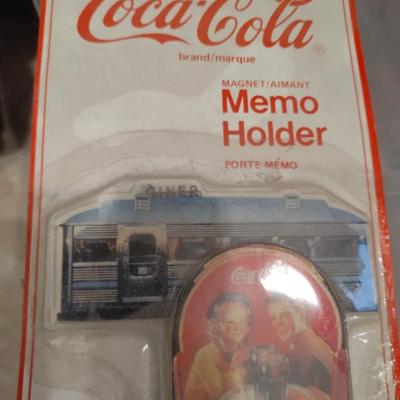 Coca-Cola
®
brand/marque
MAGNET/AIMANT
Memo
Holder
PORTE MÉMO
DINER
Coca-Cola